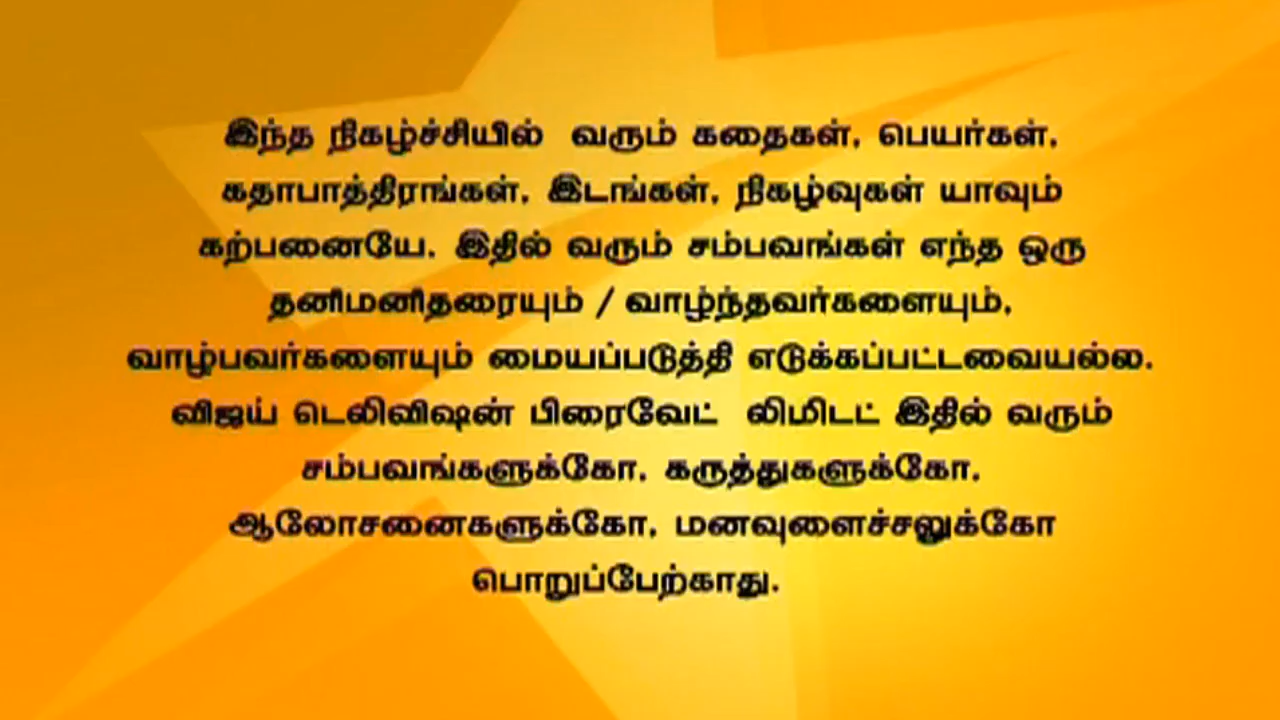 இந்த நிகழ்ச்சியில் வரும் கதைகள், பெயர்கள்,
கதாபாத்திரங்கள், இடங்கள், நிகழ்வுகள் யாவும்
கற்பனையே. இதில் வரும் சம்பவங்கள் எந்த ஒரு
தனிமனிதரையும் / வாழ்ந்தவர்களையும்,
வாழ்பவர்களையும் மையப்படுத்தி எடுக்கப்பட்டவையல்ல.
விஜய் டெலிவிஷன் பிரைவேட் லிமிடட் இதில் வரும்
சம்பவங்களுக்கோ, கருத்துகளுக்கோ,
ஆலோசனைகளுக்கோ, மனவுளைச்சலுக்கோ
பொறுப்பேற்காது.